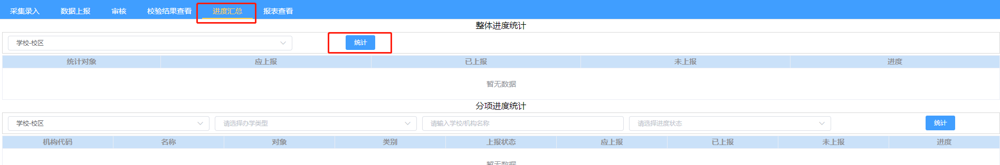 采集录入 数据上报 审核 校验结果查看 进度汇总 报表查看
整体进度统计
学校-校区 统计
统计对象 应上报 已上报 未上报 进度
暂无数据
分项进度统计
学校-校区 请选择办学类型 请输入学校/机构名称 请选择进度状态 统计
机构代码 名称 对象 类别 上报状态 应上报 已上报 未上报 进度
暂无数据